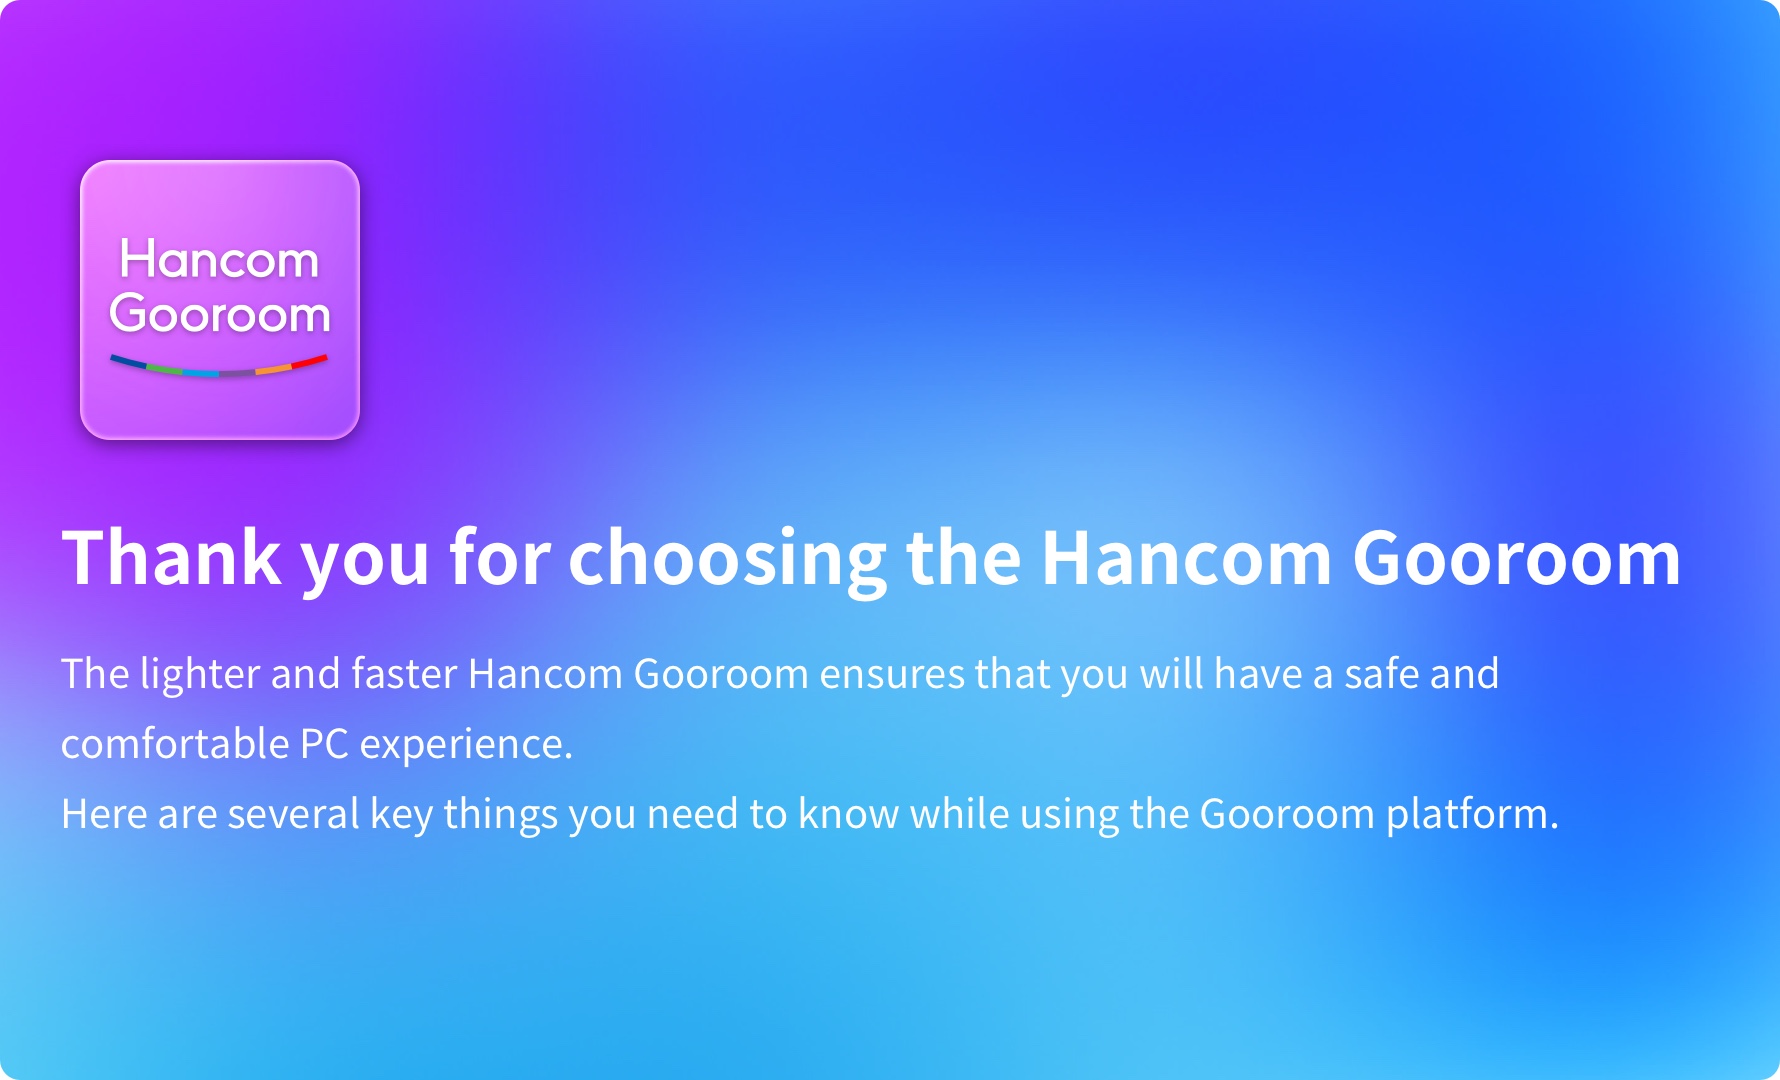 Hancom
Gooroom
Thank you for choosing the Hancom Gooroom
The lighter and faster Hancom Gooroom ensures that you will have a safe and
comfortable PC experience.
Here are several key things you need to know while using the Gooroom platform.